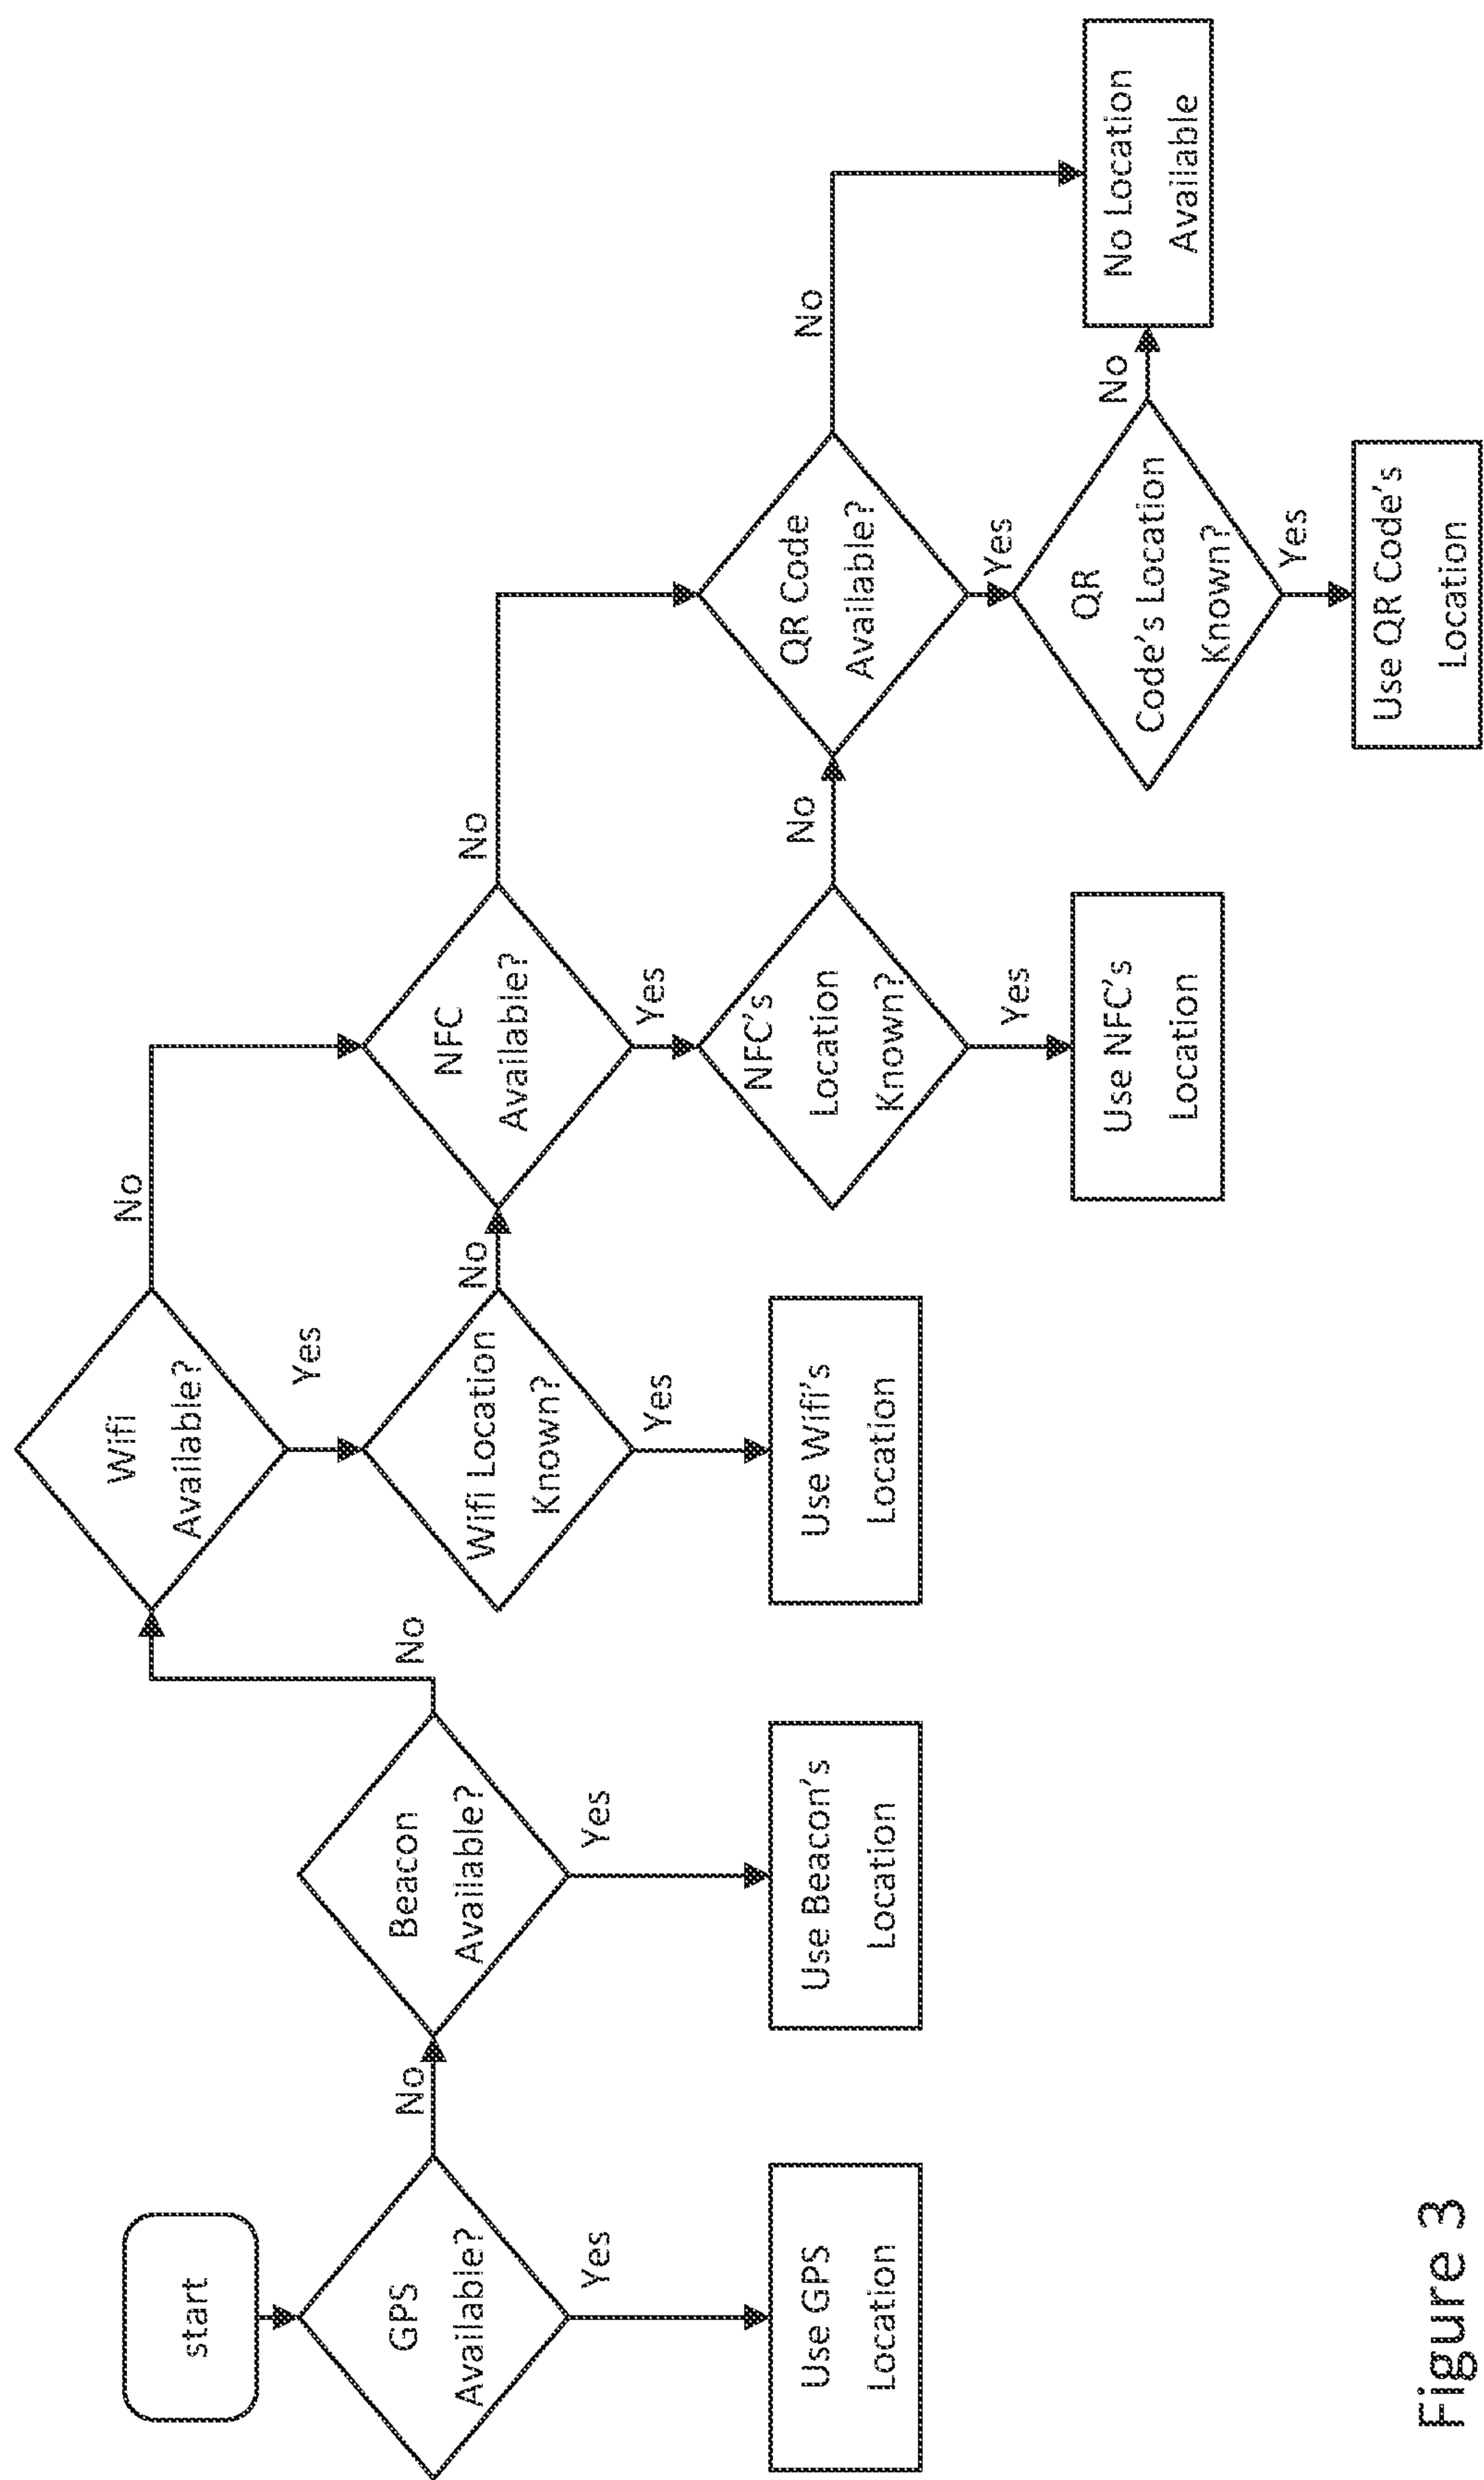 start
GPS
Available?
Yes
Use GPS
Location
No
Beacon
Available?
Yes
Use Beacon's
Location
No
Wifi
Available?
Yes
No
Wifi Location
Known?
Yes
Use Wifi's
Location
No
NFC
Available?
Yes
No
NFC's
Location
Known?
Yes
Use NFC's
Location
No
QR Code
Available?
Yes
No
QR
Code's Location
Known?
Yes
Use QR Code's
Location
No
No Location
Available
Figure 3